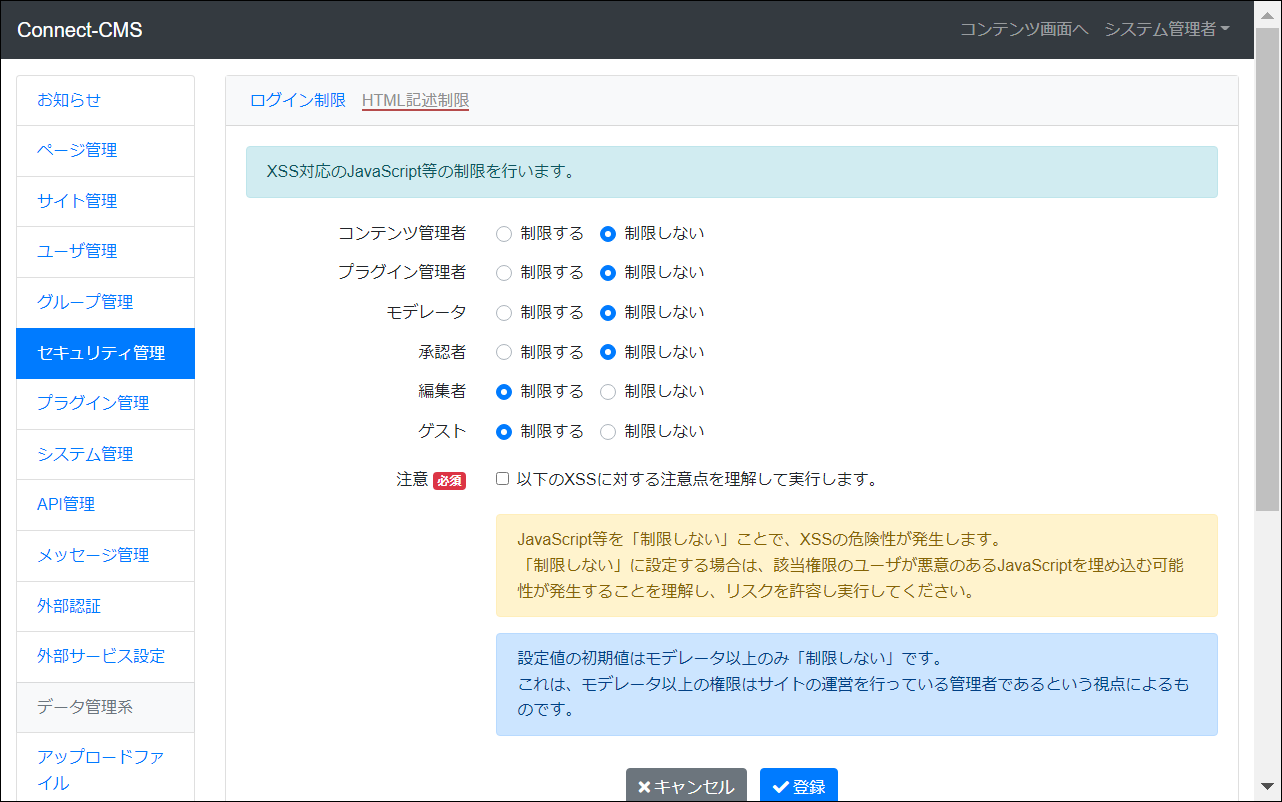 Connect-CMS
コンテンツ画面へ システム管理者
お知らせ
ページ管理
サイト管理
ユーザ管理
グループ管理
セキュリティ管理
プラグイン管理
システム管理
API管理
メッセージ管理
外部認証
外部サービス設定
データ管理系
アップロードファ
イル
ログイン制限 HTML記述制限
XSS対応のJavaScript等の制限を行います。
コンテンツ管理者 制限する 制限しない
プラグイン管理者 制限する 制限しない
モデレータ 制限する 制限しない
承認者 制限する 制限しない
編集者 制限する 制限しない
ゲスト 制限する 制限しない
注意 必須 以下のXSSに対する注意点を理解して実行します。
JavaScript等を「制限しない」ことで、XSSの危険性が発生します。
「制限しない」に設定する場合は、該当権限のユーザが悪意のあるJavaScriptを埋め込む可能
性が発生することを理解し、リスクを許容し実行してください。
設定値の初期値はモデレータ以上のみ「制限しない」です。
これは、モデレータ以上の権限はサイトの運営を行っている管理者であるという視点によるも
のです。
キャンセル 登録